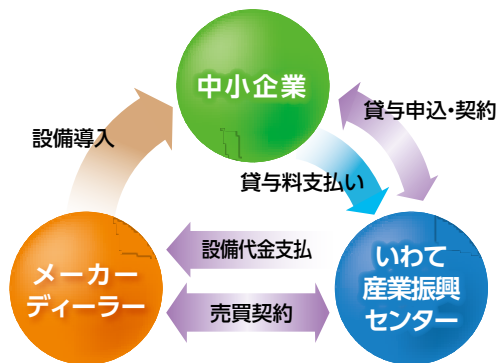 中小企業
貸与申込・契約
設備導入
貸与料支払い
設備代金支払
メーカー
ディーラー
いわて
産業振興
センター
売買契約